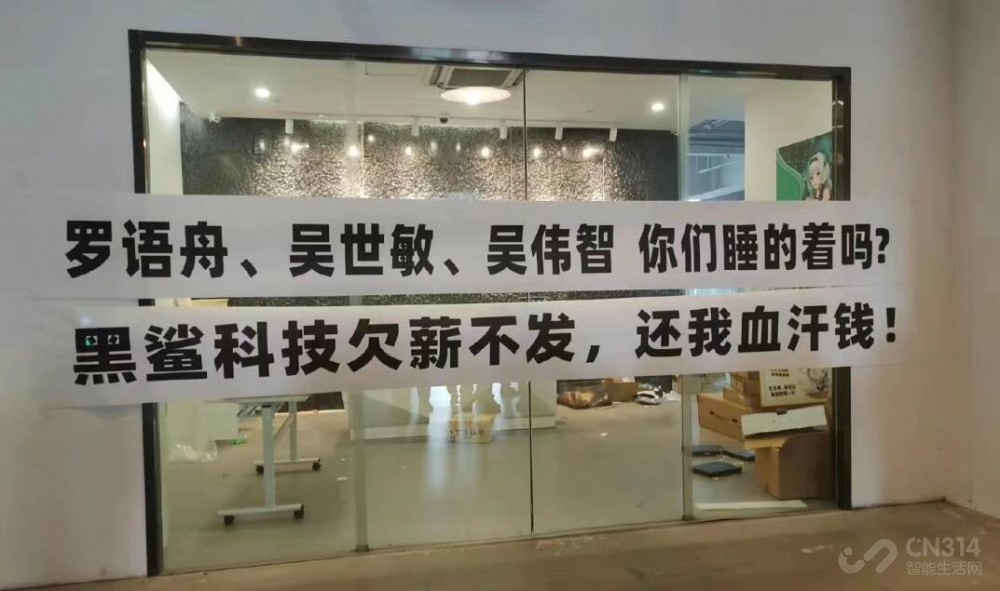 罗语舟、吴世敏、吴伟智 你们睡的着吗?
黑鲨科技欠薪不发，还我血汗钱！
CN314
智能生活网